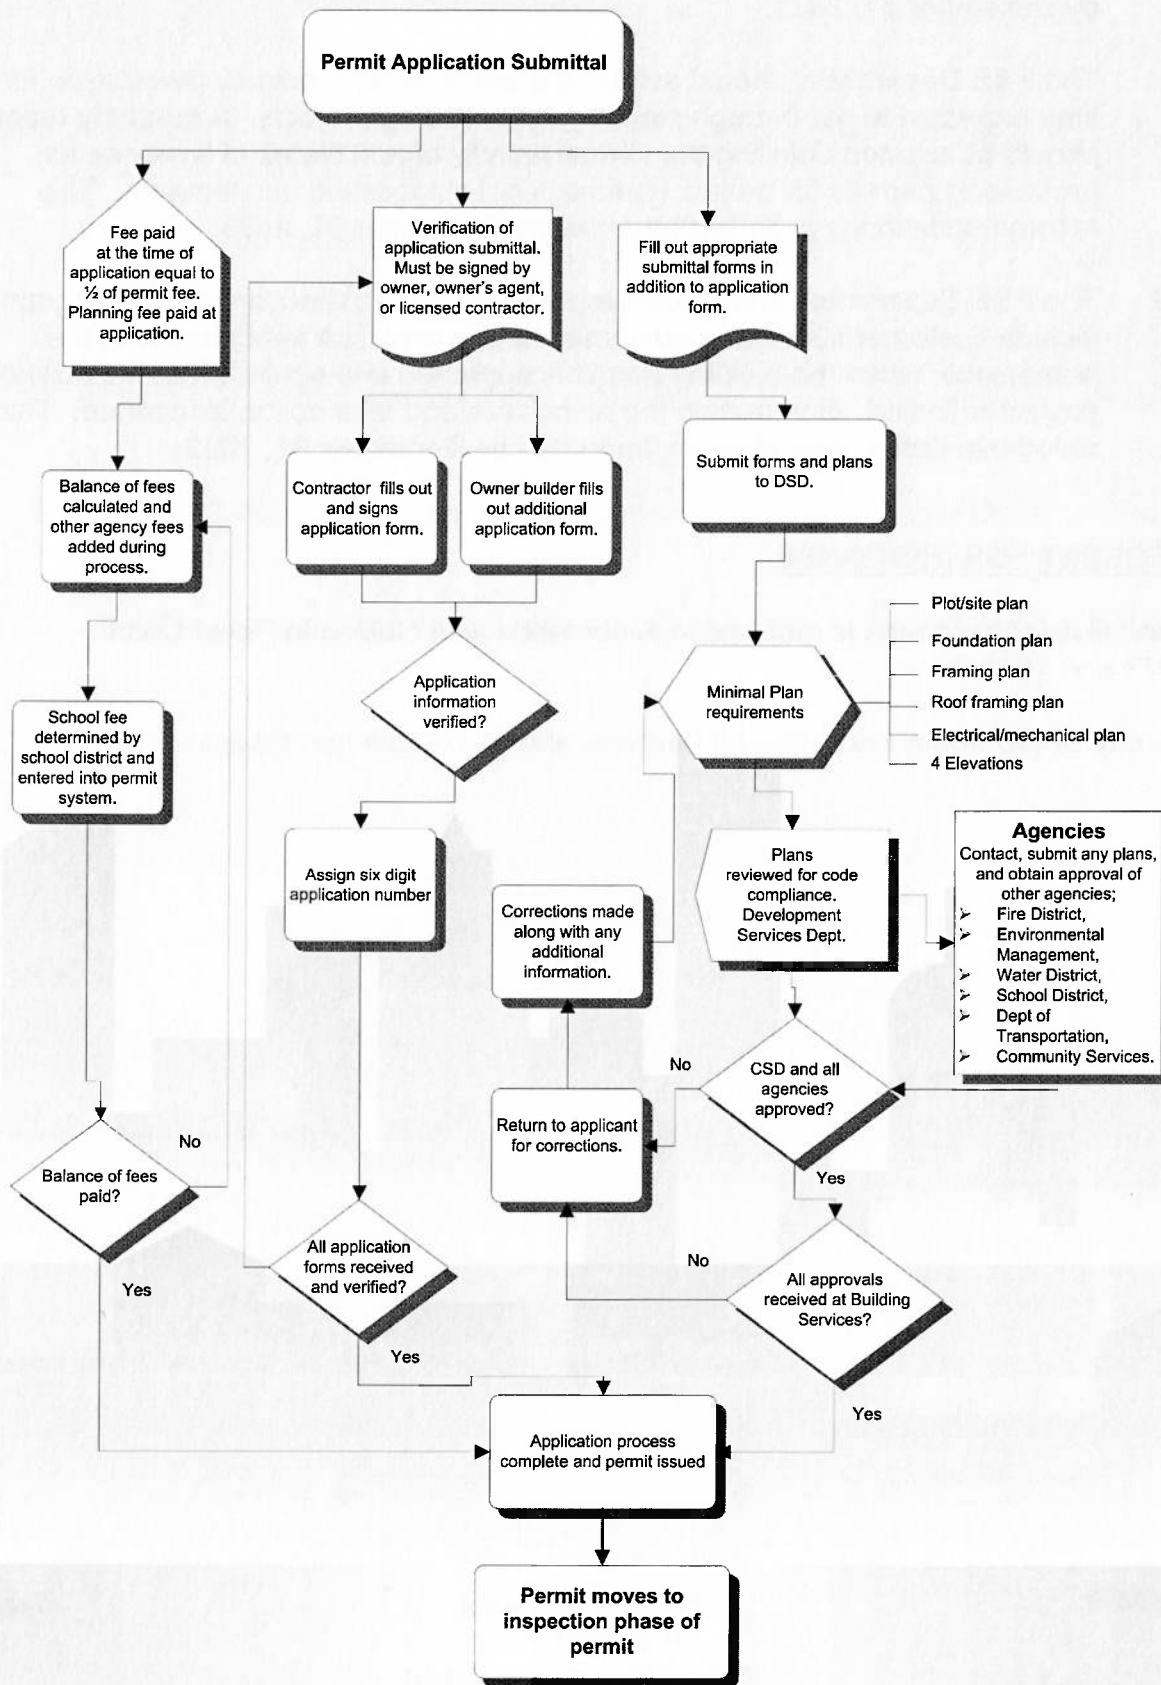 Permit Application Submittal
Fee paid
at the time of
application equal to
½ of permit fee.
Planning fee paid at
application.
Verification of
application submittal.
Must be signed by
owner, owner's agent,
or licensed contractor.
Fill out appropriate
submittal forms in
addition to application
form.
Balance of fees
calculated and
other agency fees
added during
process.
Contractor fills out
and signs
application form.
Owner builder fills
out additional
application form.
Submit forms and plans
to DSD.
Plot/site plan
Foundation plan
Framing plan
Roof framing plan
Electrical/mechanical plan
4 Elevations
Minimal Plan
requirements
Application
information
verified?
School fee
determined by
school district and
entered into permit
system.
Assign six digit
application number
Corrections made
along with any
additional
information.
Plans
reviewed for code
compliance.
Development
Services Dept.
Agencies
Contact, submit any plans,
and obtain approval of
other agencies;
➢ Fire District,
➢ Environmental
Management,
➢ Water District,
➢ School District,
➢ Dept of
Transportation,
➢ Community Services.
No
CSD and all
agencies
approved?
Return to applicant
for corrections.
Yes
No
Balance of fees
paid?
Yes
All application
forms received
and verified?
Yes
No
All approvals
received at Building
Services?
Yes
Application process
complete and permit issued
Permit moves to
inspection phase of
permit